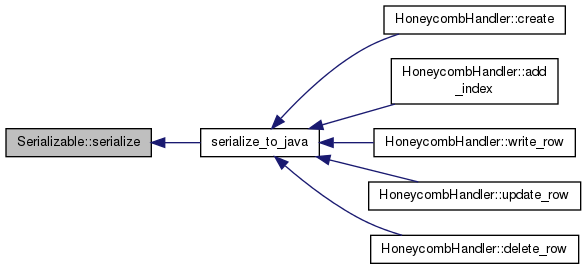 HoneycombHandler::create
HoneycombHandler::add
_index
Serializable::serialize
serialize_to_java
HoneycombHandler::write_row
HoneycombHandler::update_row
HoneycombHandler::delete_row